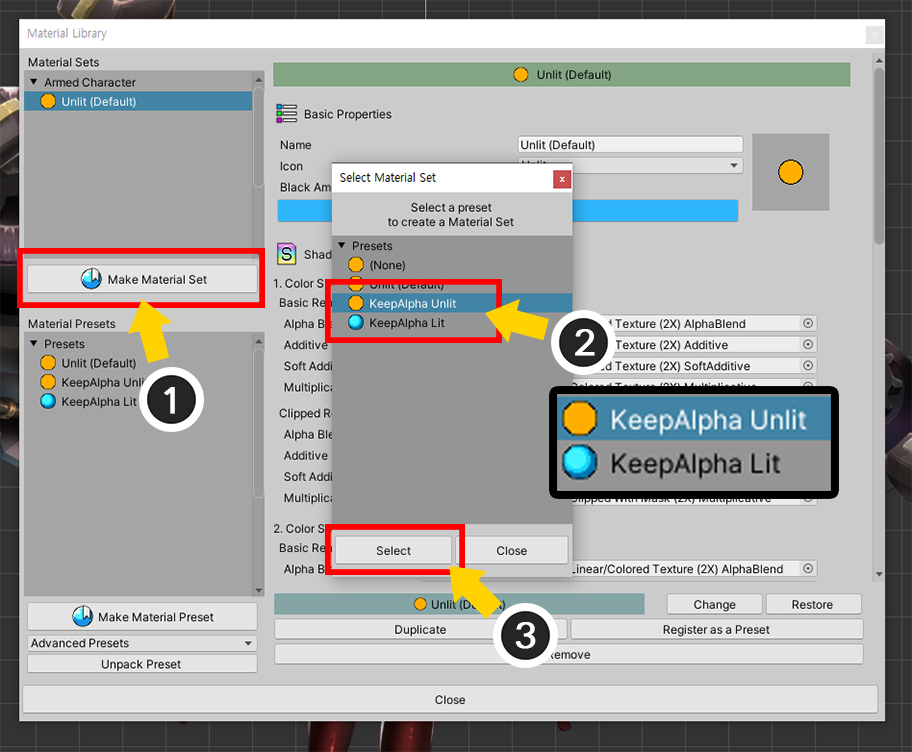 Material Library
x
Material Sets
Armed Character
Unlit (Default)
Make Material Set
Material Presets
Presets
Unlit (Default)
KeepAlpha Unlit
KeepAlpha Lit
1
Make Material Preset
Advanced Presets
Unpack Preset
Unlit (Default)
Basic Properties
Name
Unlit (Default)
Icon
Black Am
S
Shad
1. Color S
Basic Re
Alpha Bl
d Texture (2X) AlphaBlend
Additive
d Texture (2X) Additive
Soft Addi
d Texture (2X) SoftAdditive
Multiplica
Colored Texture (2X) Multiplicative
Clipped R
Alpha Ble
Additive
Soft Addi
Multiplica
Clipped With Mask (2X) Multiplicative
2. Color S
Basic Re
Alpha B
Linear/Colored Texture (2X) AlphaBlend
Select Material Set
x
Select a preset
to create a Material Set
Presets
(None)
Unlit (Default)
KeepAlpha Unlit
KeepAlpha Lit
2
KeepAlpha Unlit
KeepAlpha Lit
Select
Close
3
Unlit (De
Change
Restore
Duplicate
Register as a Preset
emove
Close